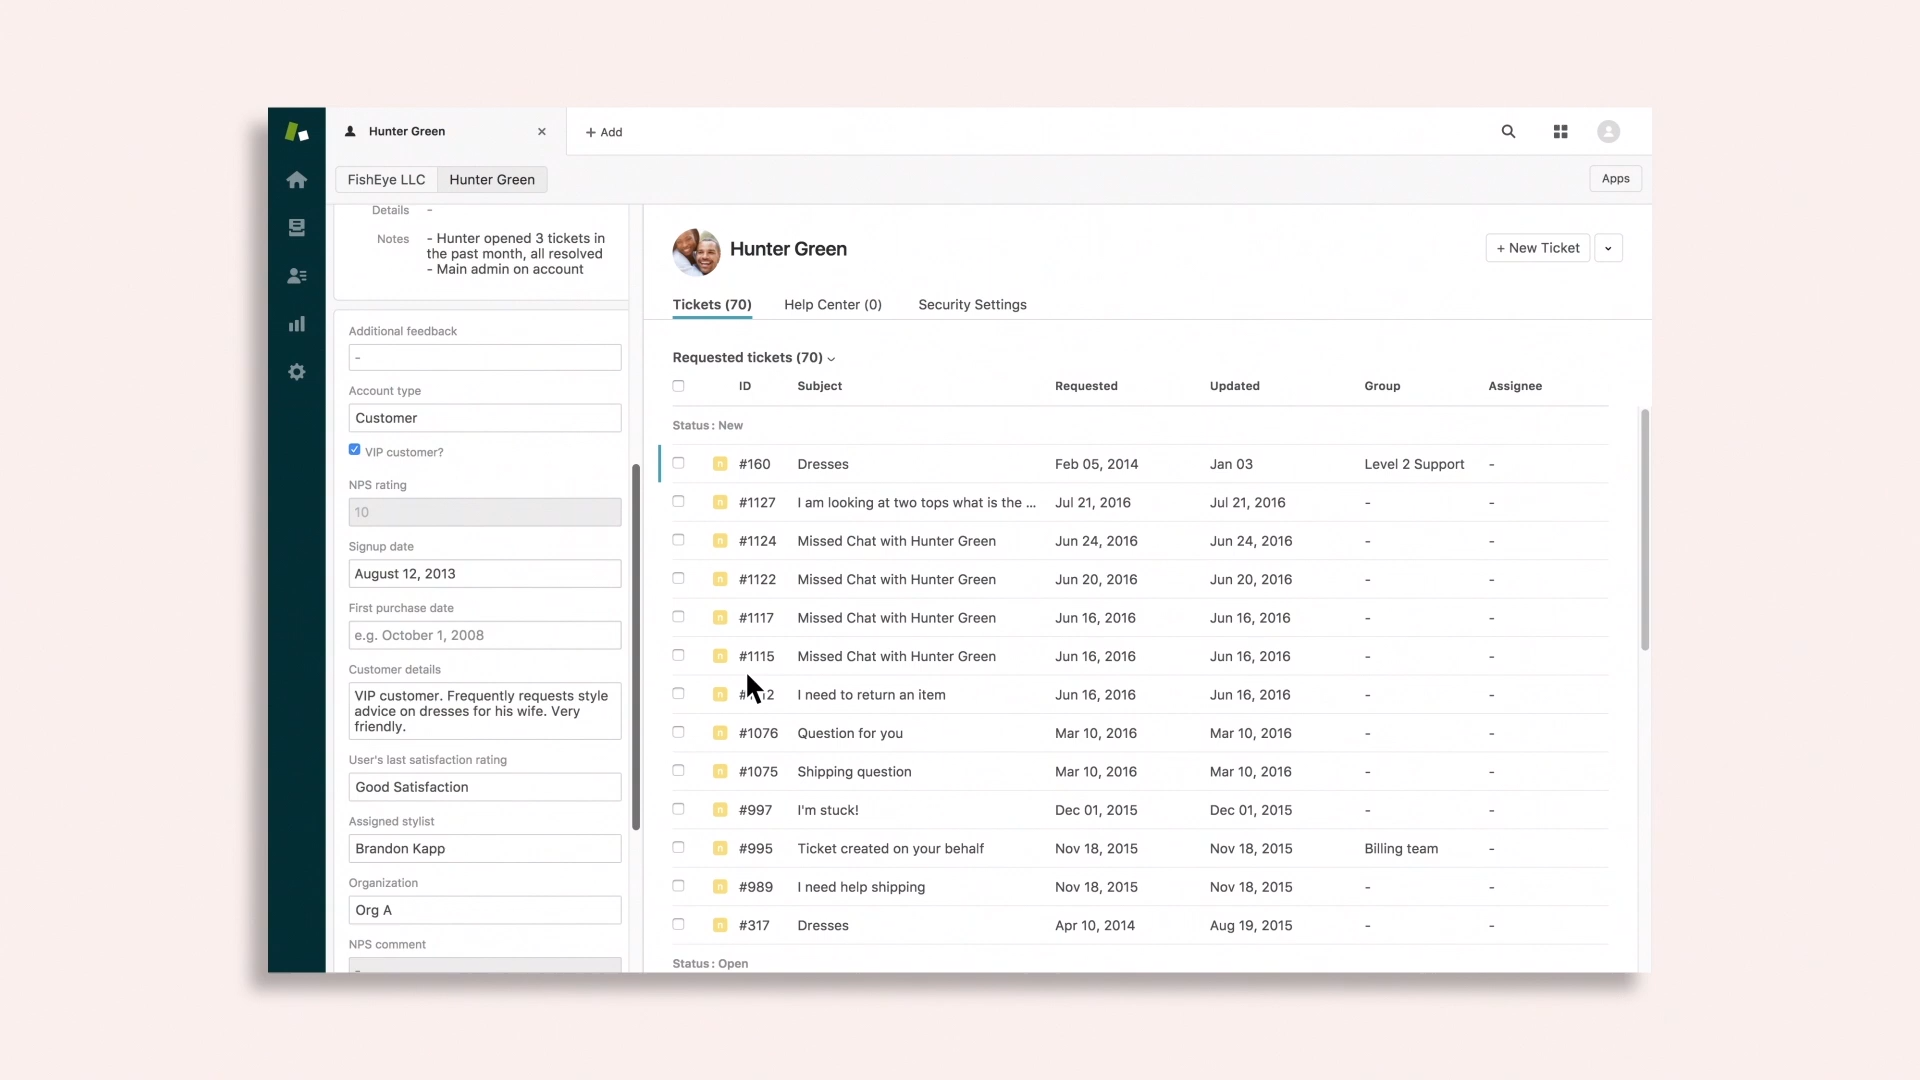 Hunter Green
+ Add
FishEye LLC
Hunter Green
Apps
Details -
Notes - Hunter opened 3 tickets in
the past month, all resolved
- Main admin on account
Additional feedback
-
Account type
Customer
VIP customer?
NPS rating
10
Signup date
August 12, 2013
First purchase date
e.g. October 1, 2008
Customer details
VIP customer. Frequently requests style
advice on dresses for his wife. Very
friendly.
User's last satisfaction rating
Good Satisfaction
Assigned stylist
Brandon Kapp
Organization
Org A
NPS comment
Hunter Green
+ New Ticket
Tickets (70) Help Center (0) Security Settings
Requested tickets (70)
ID Subject Requested Updated Group Assignee
Status: New
n #160 Dresses Feb 05, 2014 Jan 03 Level 2 Support -
n #1127 I am looking at two tops what is the ... Jul 21, 2016 Jul 21, 2016 - -
n #1124 Missed Chat with Hunter Green Jun 24, 2016 Jun 24, 2016 - -
n #1122 Missed Chat with Hunter Green Jun 20, 2016 Jun 20, 2016 - -
n #1117 Missed Chat with Hunter Green Jun 16, 2016 Jun 16, 2016 - -
n #1115 Missed Chat with Hunter Green Jun 16, 2016 Jun 16, 2016 - -
n I need to return an item Jun 16, 2016 Jun 16, 2016 - -
n #1076 Question for you Mar 10, 2016 Mar 10, 2016 - -
n #1075 Shipping question Mar 10, 2016 Mar 10, 2016 - -
n #997 I'm stuck! Dec 01, 2015 Dec 01, 2015 - -
n #995 Ticket created on your behalf Nov 18, 2015 Nov 18, 2015 Billing team -
n #989 I need help shipping Nov 18, 2015 Nov 18, 2015 - -
n #317 Dresses Apr 10, 2014 Aug 19, 2015 - -
Status: Open